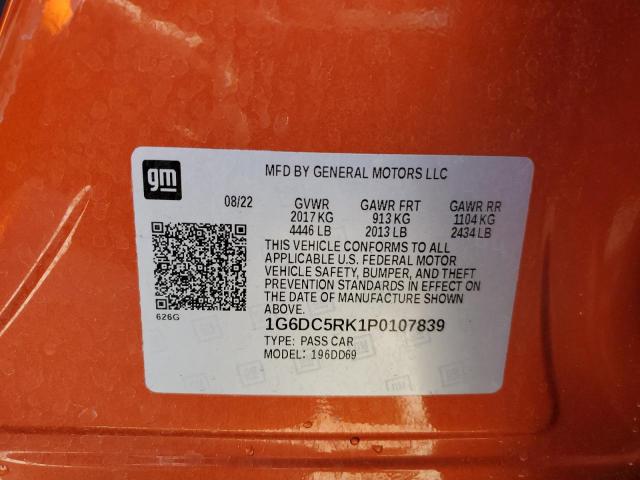 gm
MFD BY GENERAL MOTORS LLC
08/22 GVWR GAWR FRT GAWR RR
2017 KG 913 KG 1104 KG
4446 LB 2013 LB 2434 LB
THIS VEHICLE CONFORMS TO ALL
APPLICABLE U.S. FEDERAL MOTOR
VEHICLE SAFETY, BUMPER, AND THEFT
PREVENTION STANDARDS IN EFFECT ON
THE DATE OF MANUFACTURE SHOWN
ABOVE.
626G
1G6DC5RK1P0107839
TYPE: PASS CAR
MODEL: 196DD69